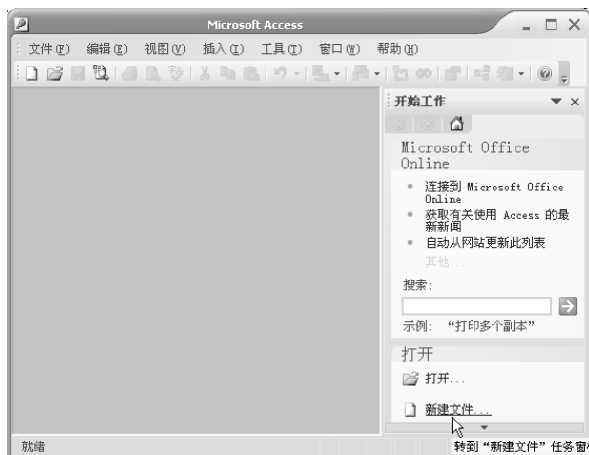 Microsoft Access
文件(F) 编辑(E) 视图(V) 插入(I) 工具(T) 窗口(W) 帮助(H)
开始工作
Microsoft Office
Online
连接到 Microsoft Office
Online
获取有关使用 Access 的最
新新闻
自动从网站更新此列表
其他...
搜索:
示例: “打印多个副本”
打开
打开...
新建文件...
就绪
转到“新建文件”任务窗